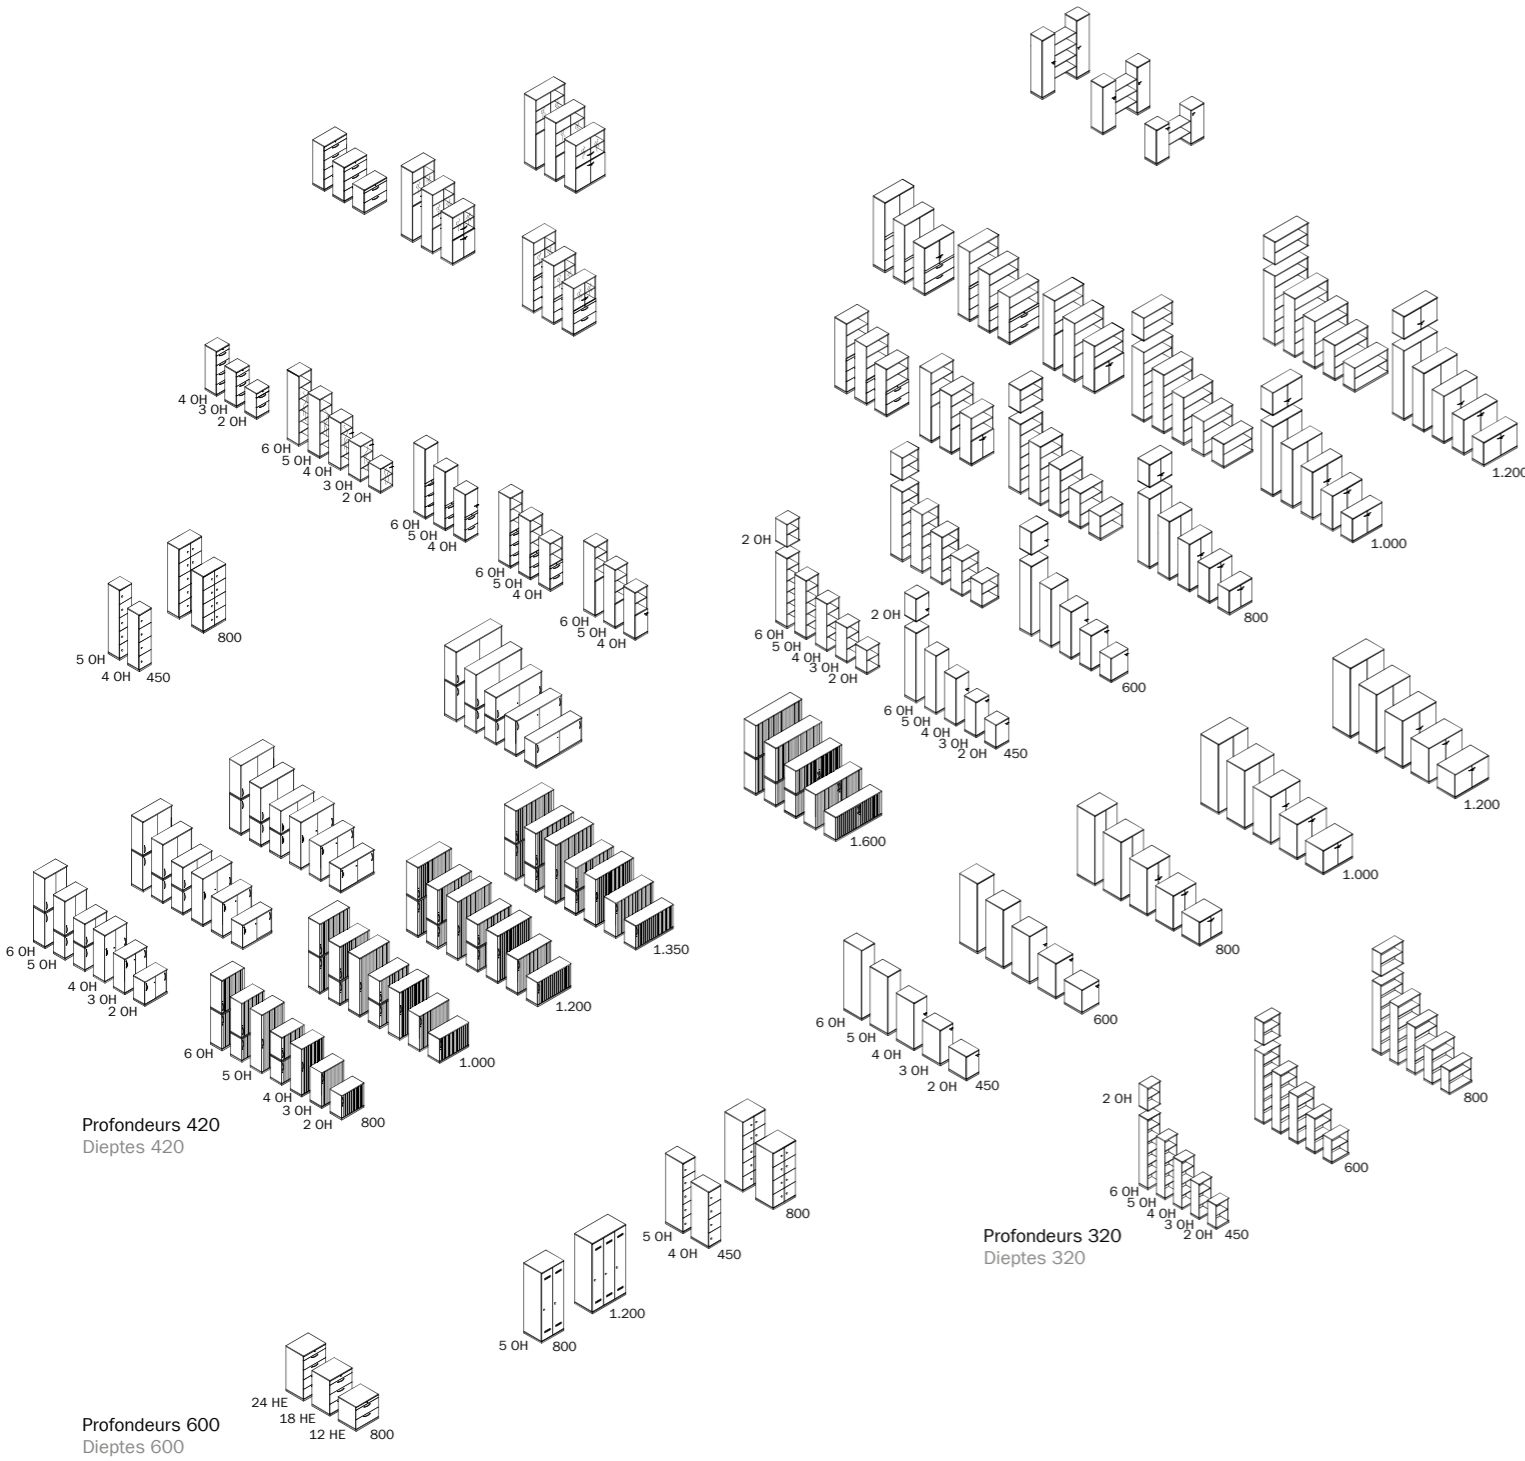 4 OH
3 OH
2 OH
6 OH
5 OH
4 OH
3 OH
2 OH
6 OH
5 OH
4 OH
6 OH
5 OH
4 OH
6 OH
5 OH
4 OH
5 OH
4 OH
450
800
2 OH
6 OH
5 OH
4 OH
3 OH
2 OH
2 OH
6 OH
5 OH
4 OH
3 OH
2 OH
450
600
800
1.000
1.200
1.600
6 OH
5 OH
4 OH
3 OH
2 OH
6 OH
5 OH
4 OH
3 OH
2 OH
800
1.000
1.200
1.350
6 OH
5 OH
4 OH
3 OH
2 OH
450
600
800
1.000
1.200
Profondeurs 420
Dieptes 420
2 OH
6 OH
5 OH
4 OH
3 OH
2 OH
450
600
800
Profondeurs 320
Dieptes 320
5 OH
4 OH
450
800
5 OH
800
1.200
24 HE
18 HE
12 HE
800
Profondeurs 600
Dieptes 600